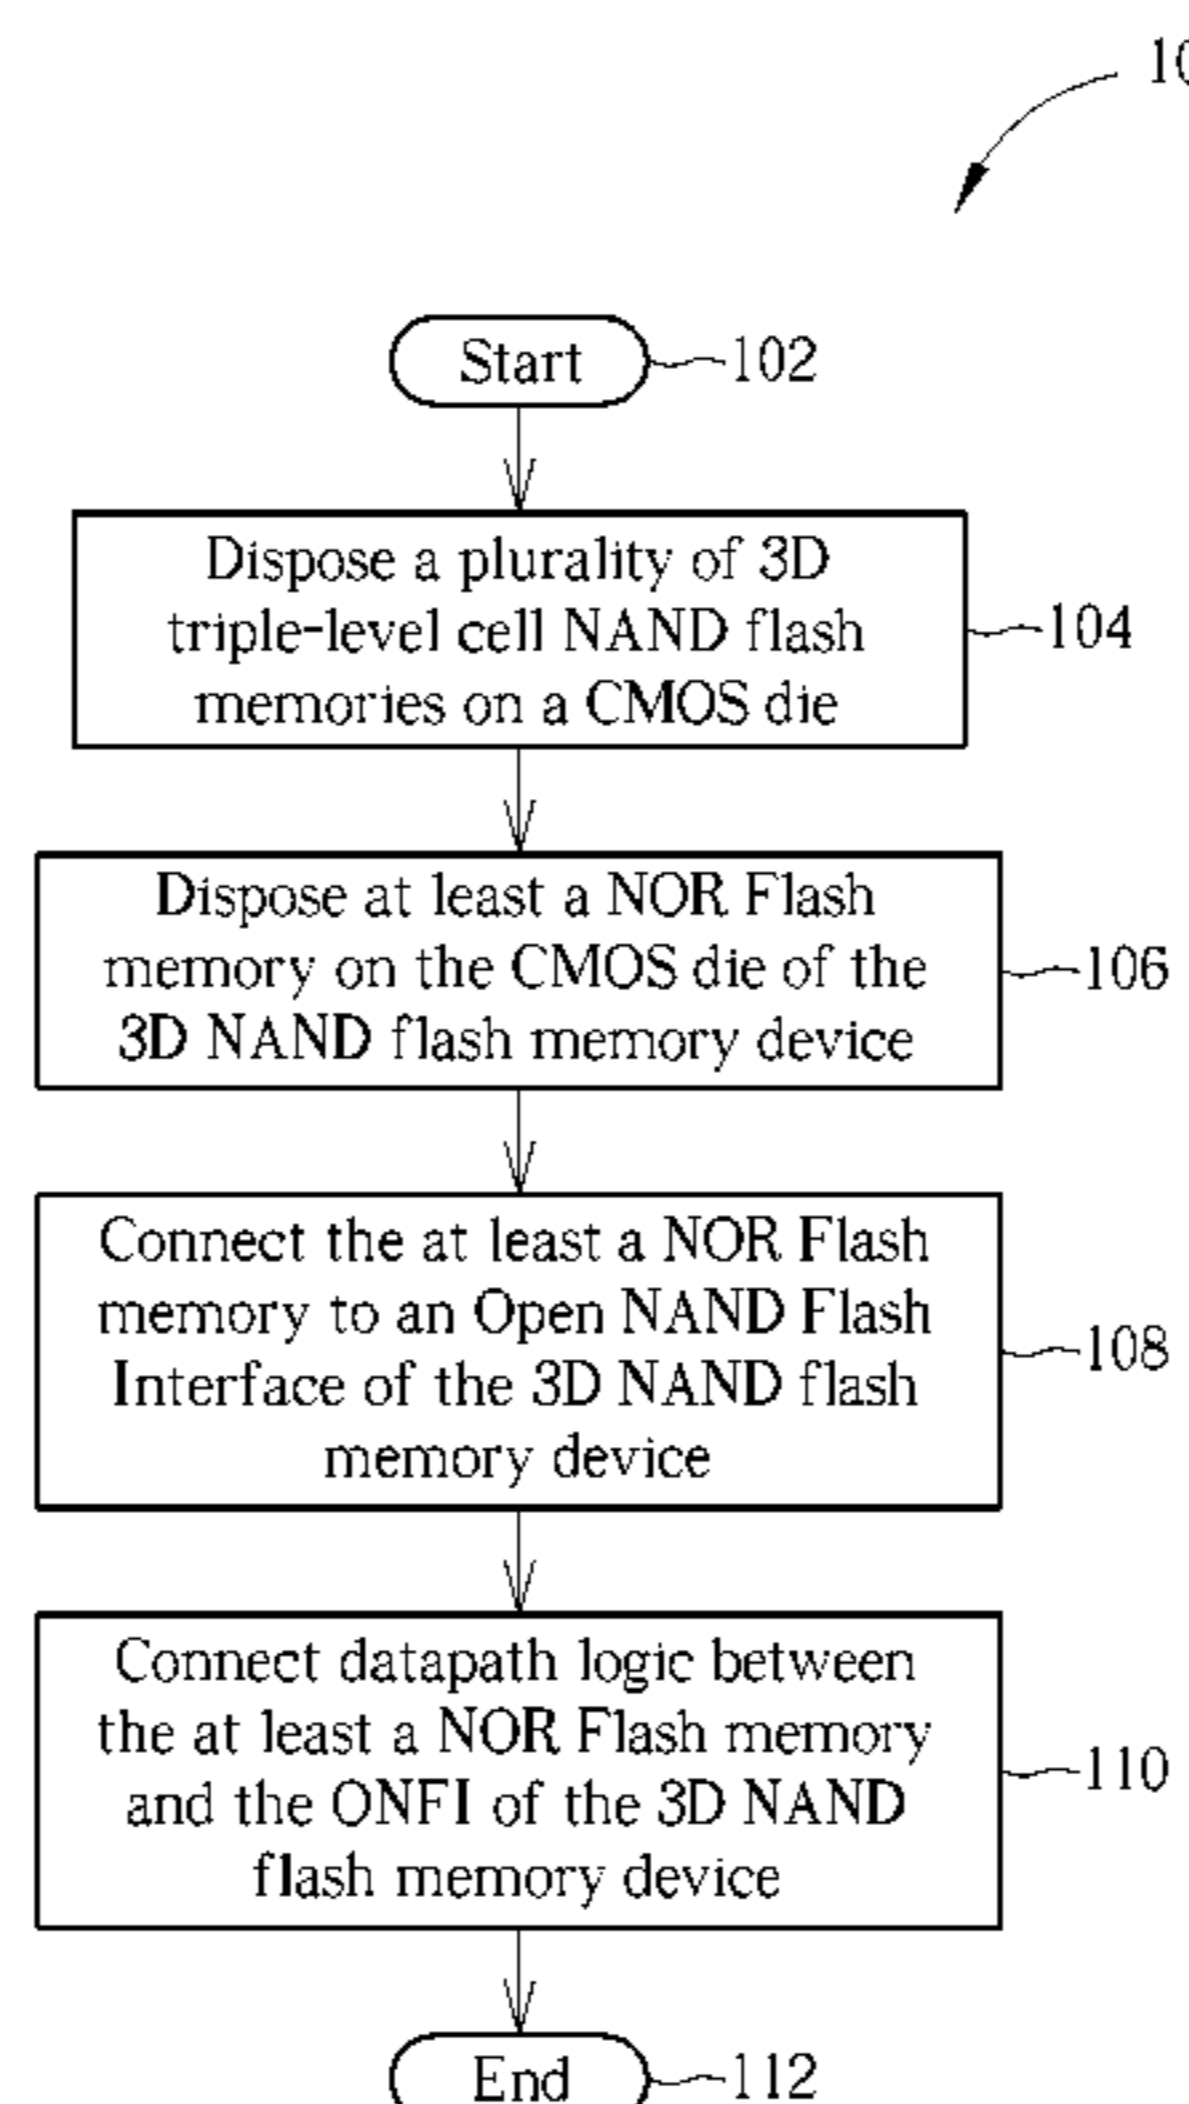 Start
102
Dispose a plurality of 3D
triple-level cell NAND flash
memories on a CMOS die
104
Dispose at least a NOR Flash
memory on the CMOS die of the
3D NAND flash memory device
106
Connect the at least a NOR Flash
memory to an Open NAND Flash
Interface of the 3D NAND flash
memory device
108
Connect datapath logic between
the at least a NOR Flash memory
and the ONFI of the 3D NAND
flash memory device
110
End
112